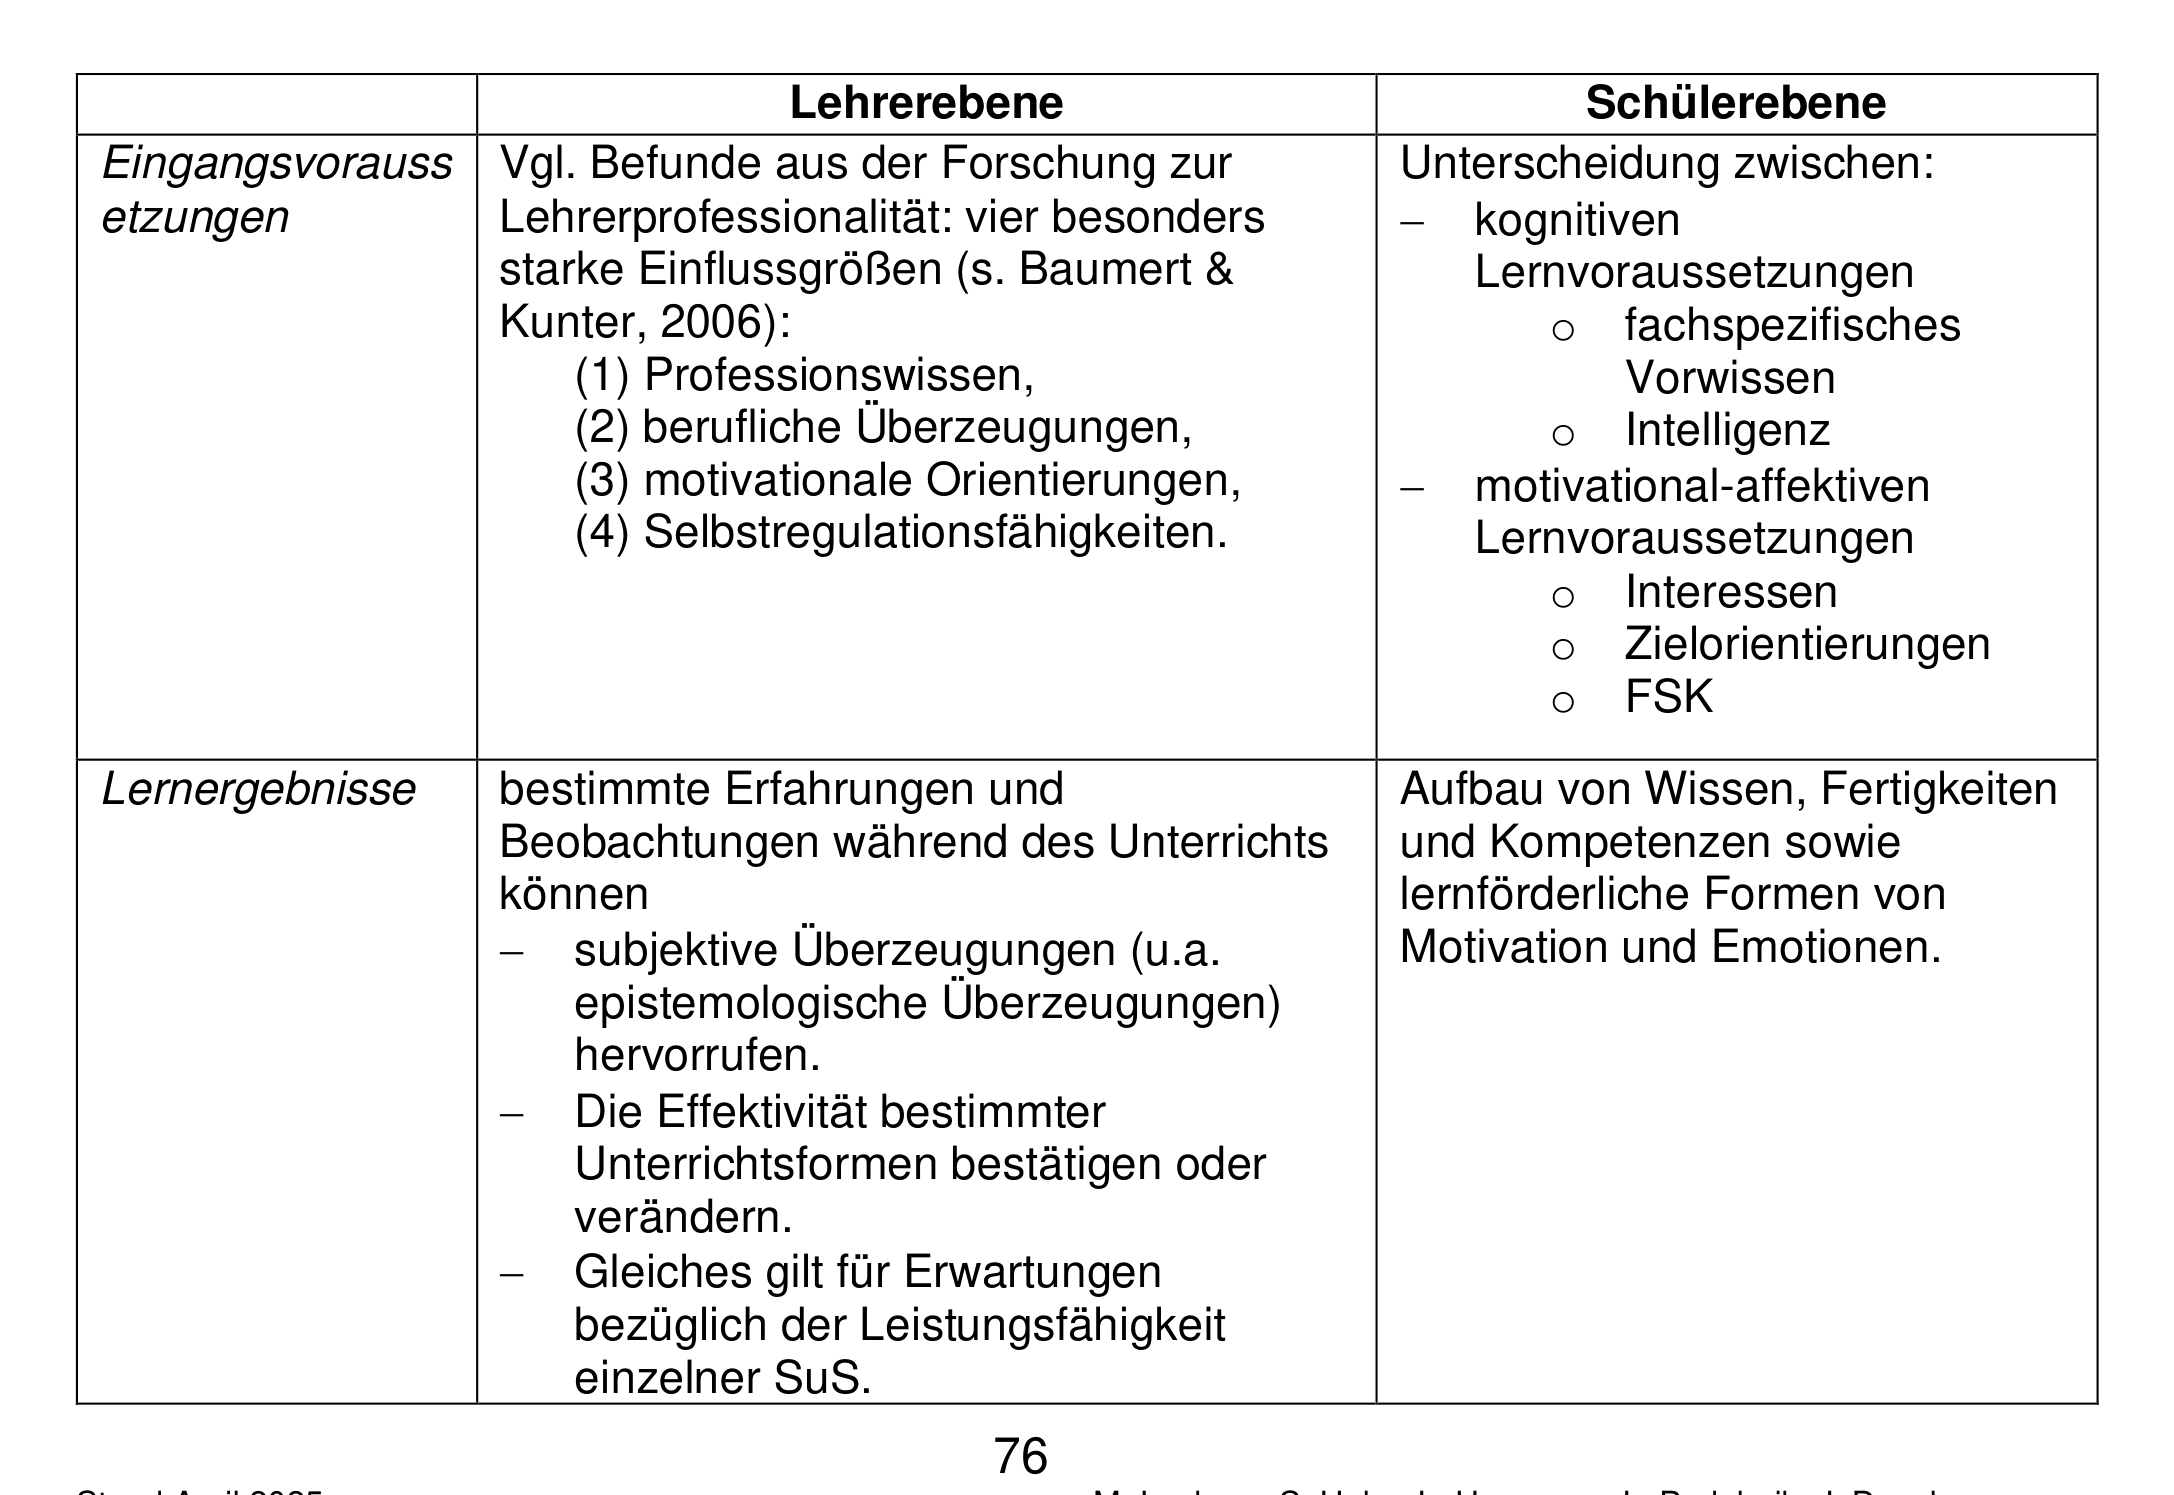 Lehrerebene
Schülerebene
Eingangsvorauss
etzungen
Vgl. Befunde aus der Forschung zur
Lehrerprofessionalität: vier besonders
starke Einflussgrößen (s. Baumert &
Kunter, 2006):
(1) Professionswissen,
(2) berufliche Überzeugungen,
(3) motivationale Orientierungen,
(4) Selbstregulationsfähigkeiten.
Unterscheidung zwischen:
– kognitiven
Lernvoraussetzungen
o fachspezifisches
Vorwissen
o Intelligenz
– motivational-affektiven
Lernvoraussetzungen
o Interessen
o Zielorientierungen
o FSK
Lernergebnisse
bestimmte Erfahrungen und
Beobachtungen während des Unterrichts
können
– subjektive Überzeugungen (u.a.
epistemologische Überzeugungen)
hervorrufen.
– Die Effektivität bestimmter
Unterrichtsformen bestätigen oder
verändern.
– Gleiches gilt für Erwartungen
bezüglich der Leistungsfähigkeit
einzelner SuS.
Aufbau von Wissen, Fertigkeiten
und Kompetenzen sowie
lernförderliche Formen von
Motivation und Emotionen.
76
Stand April 2025